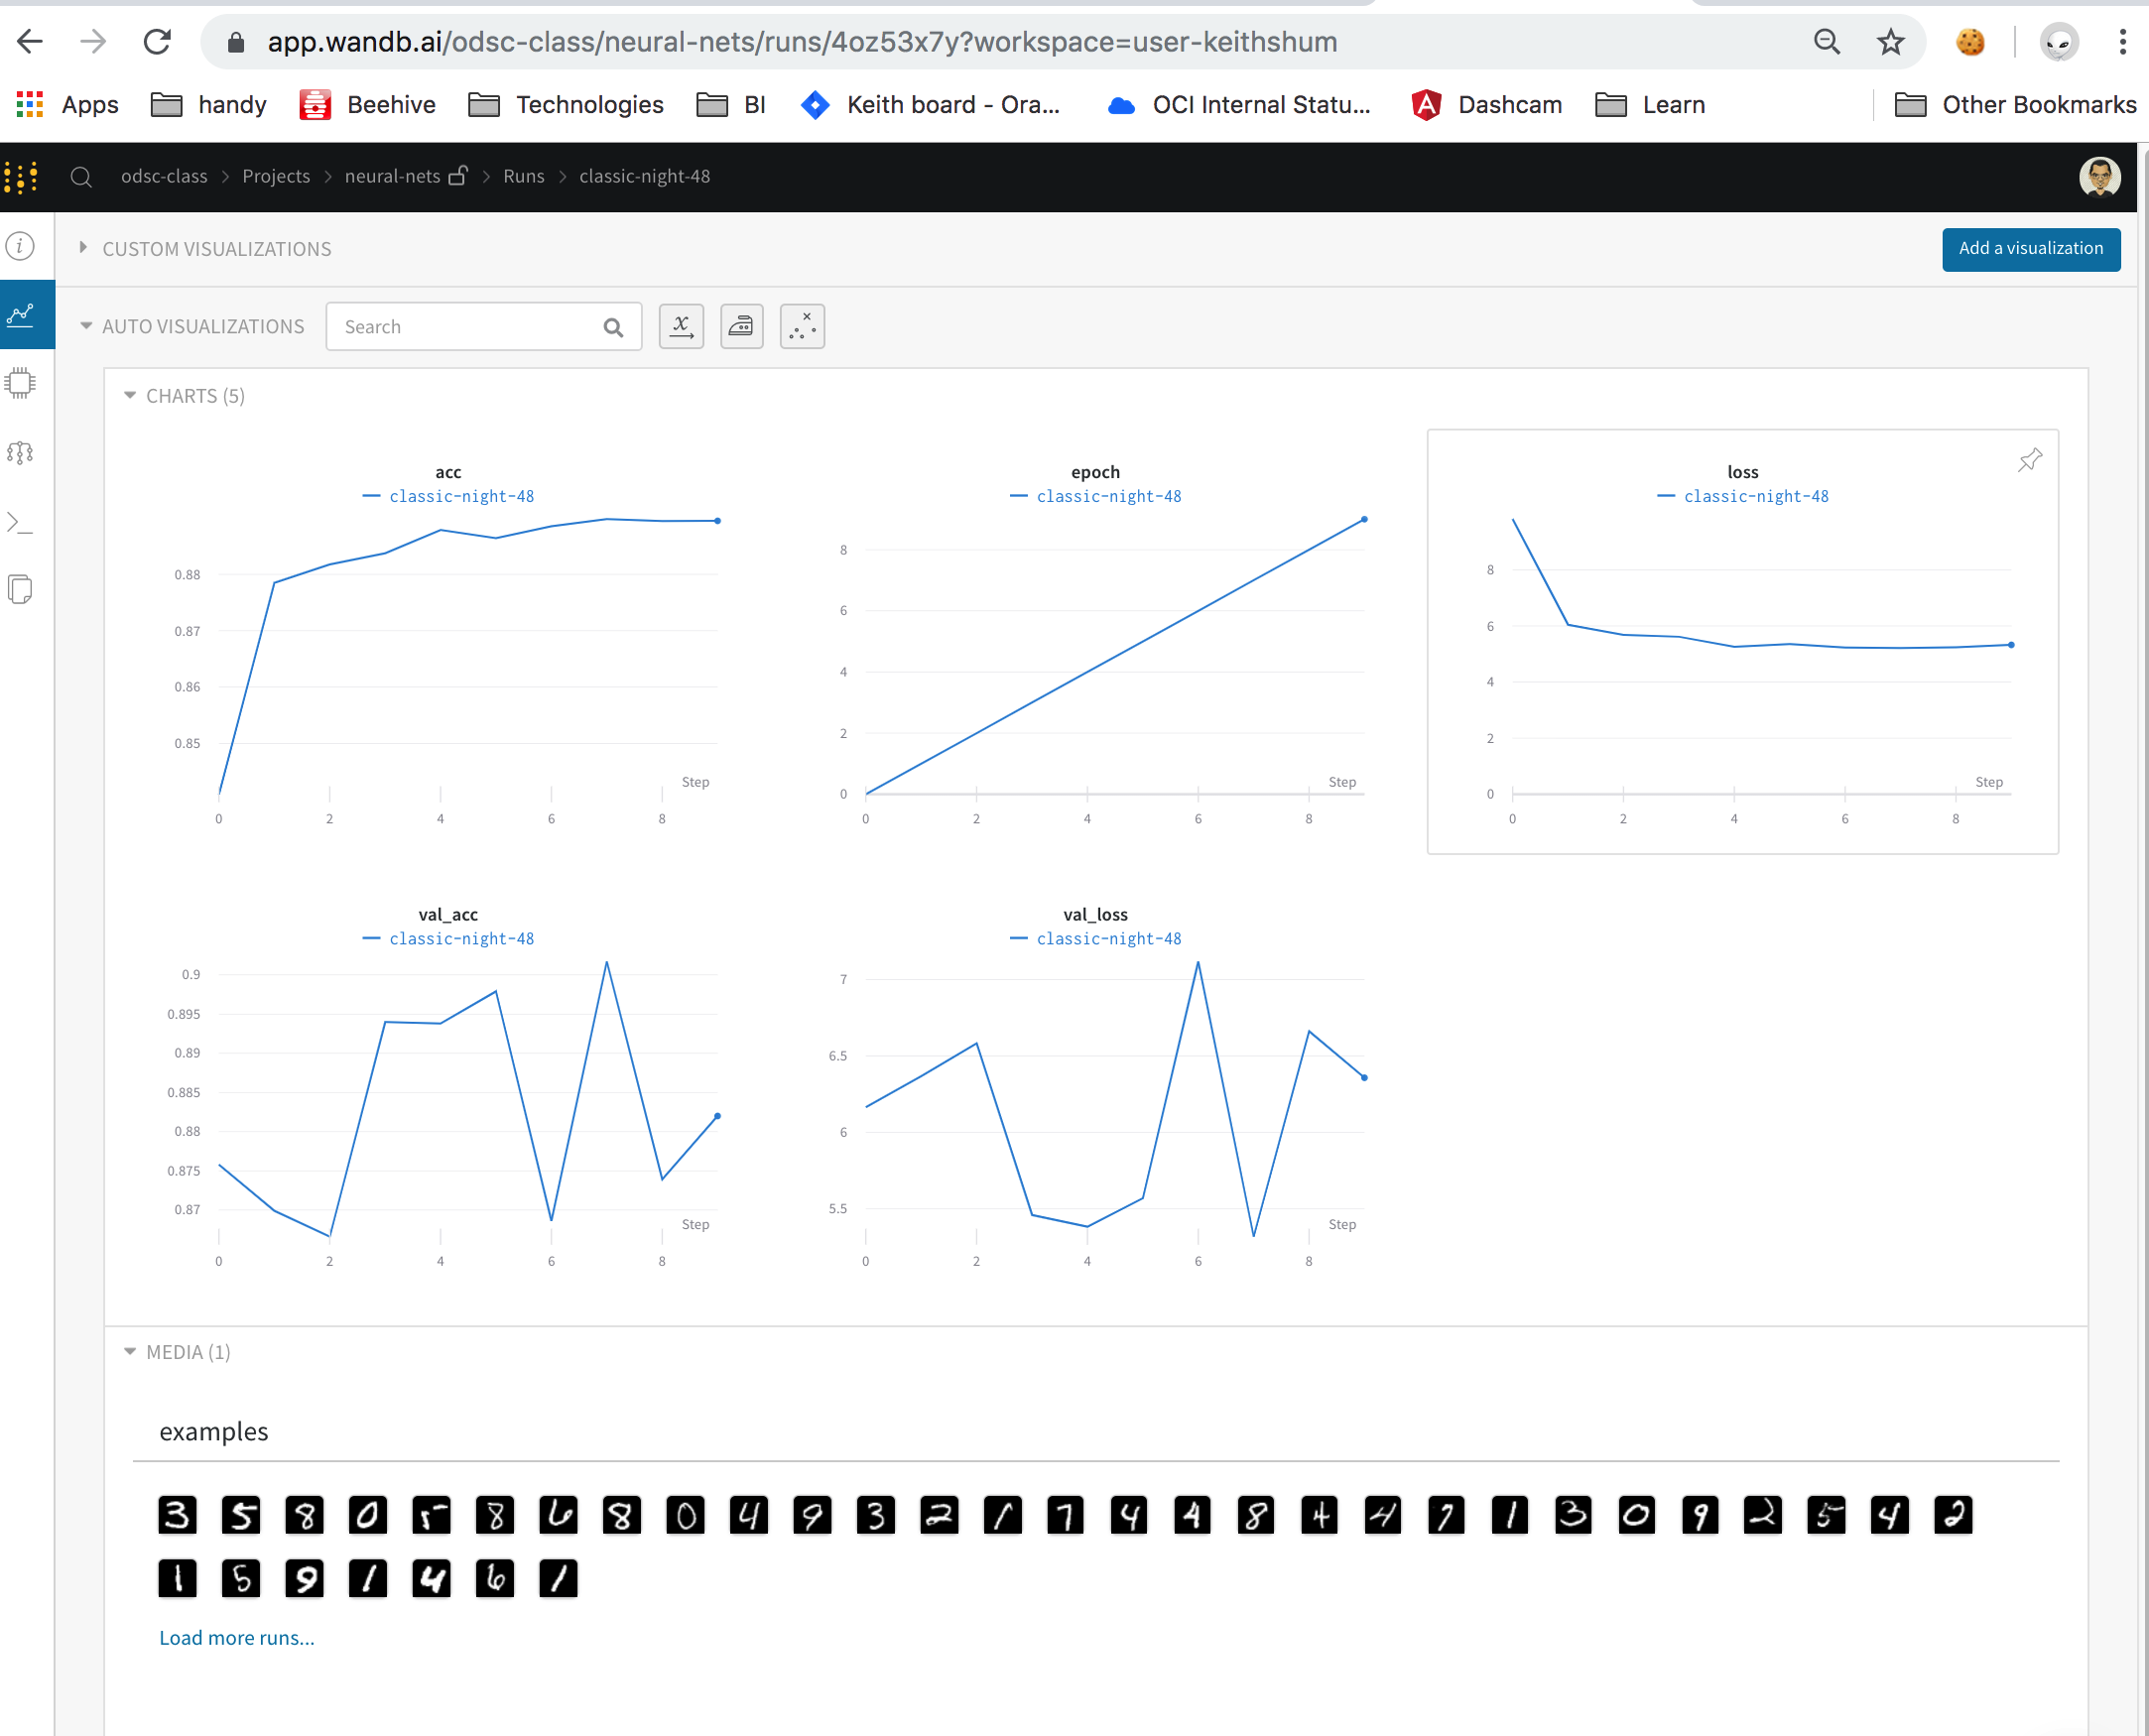 app.wandb.ai/odsc-class/neural-nets/runs/4oz53x7y?workspace=user-keithshum
Apps handy Beehive Technologies BI Keith board - Ora... OCI Internal Statu... Dashcam Learn Other Bookmarks
odsc-class > Projects > neural-nets > Runs > classic-night-48
CUSTOM VISUALIZATIONS
Add a visualization
AUTO VISUALIZATIONS
Search
CHARTS (5)
acc
classic-night-48
0.88
0.87
0.86
0.85
Step
0 2 4 6 8
epoch
classic-night-48
8
6
4
2
0
Step
0 2 4 6 8
loss
classic-night-48
8
6
4
2
0
Step
0 2 4 6 8
val_acc
classic-night-48
0.9
0.895
0.89
0.885
0.88
0.875
0.87
Step
0 2 4 6 8
val_loss
classic-night-48
7
6.5
6
5.5
Step
0 2 4 6 8
MEDIA (1)
examples
3 5 8 0 5 8 6 8 0 4 9 3 2 1 7 4 4 8 4 4 7 1 3 0 9 2 5 4 2
1 5 9 1 4 6 1
Load more runs...